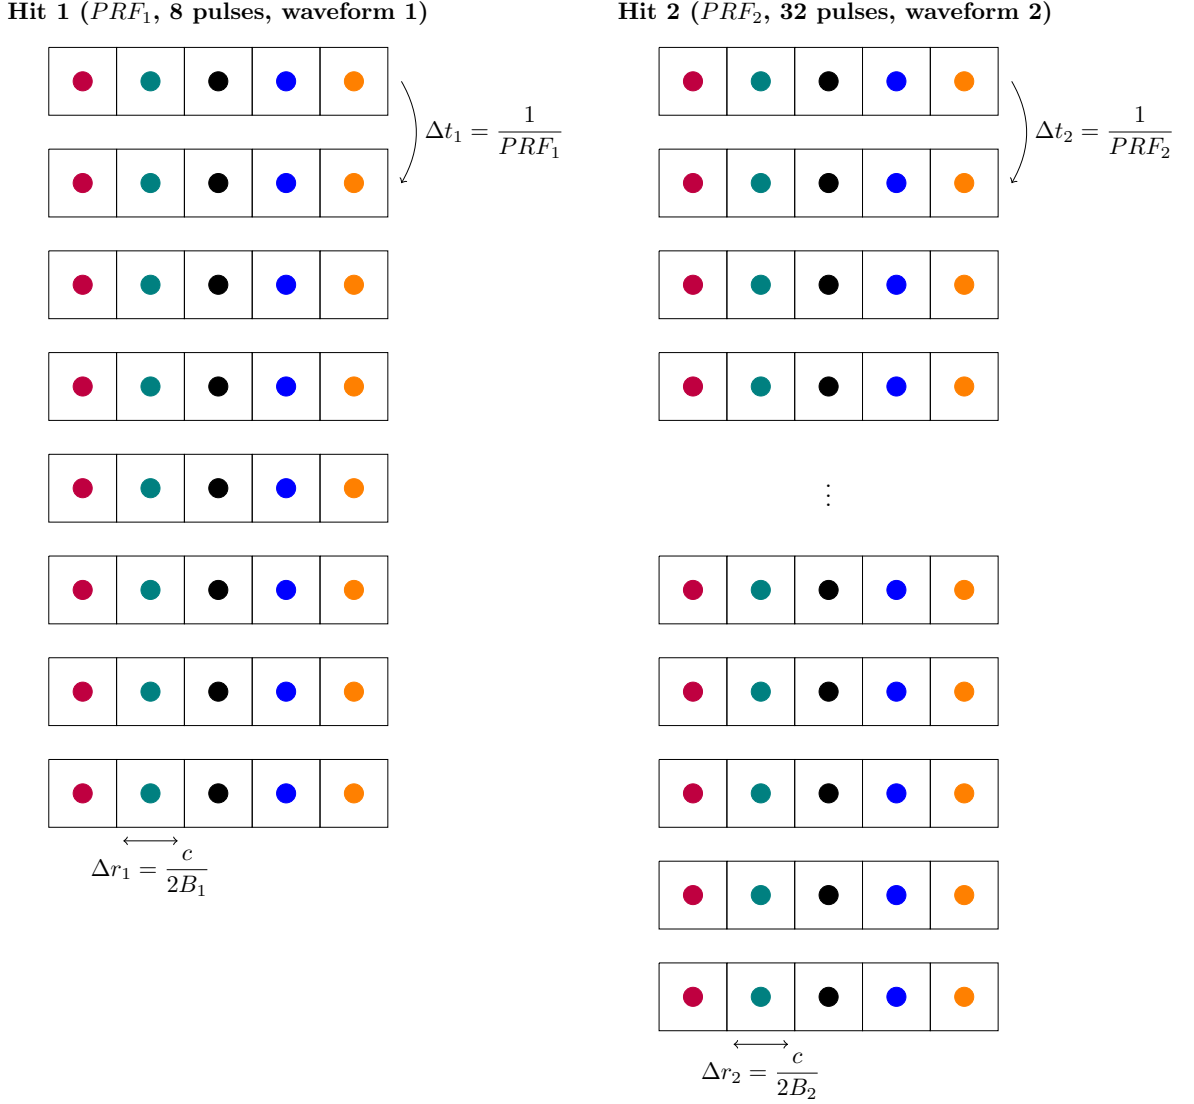 Hit 1 (PRF₁, 8 pulses, waveform 1)
Δt₁ = 1/PRF₁
Δr₁ = c/2B₁
Hit 2 (PRF₂, 32 pulses, waveform 2)
Δt₂ = 1/PRF₂
⋮
Δr₂ = c/2B₂